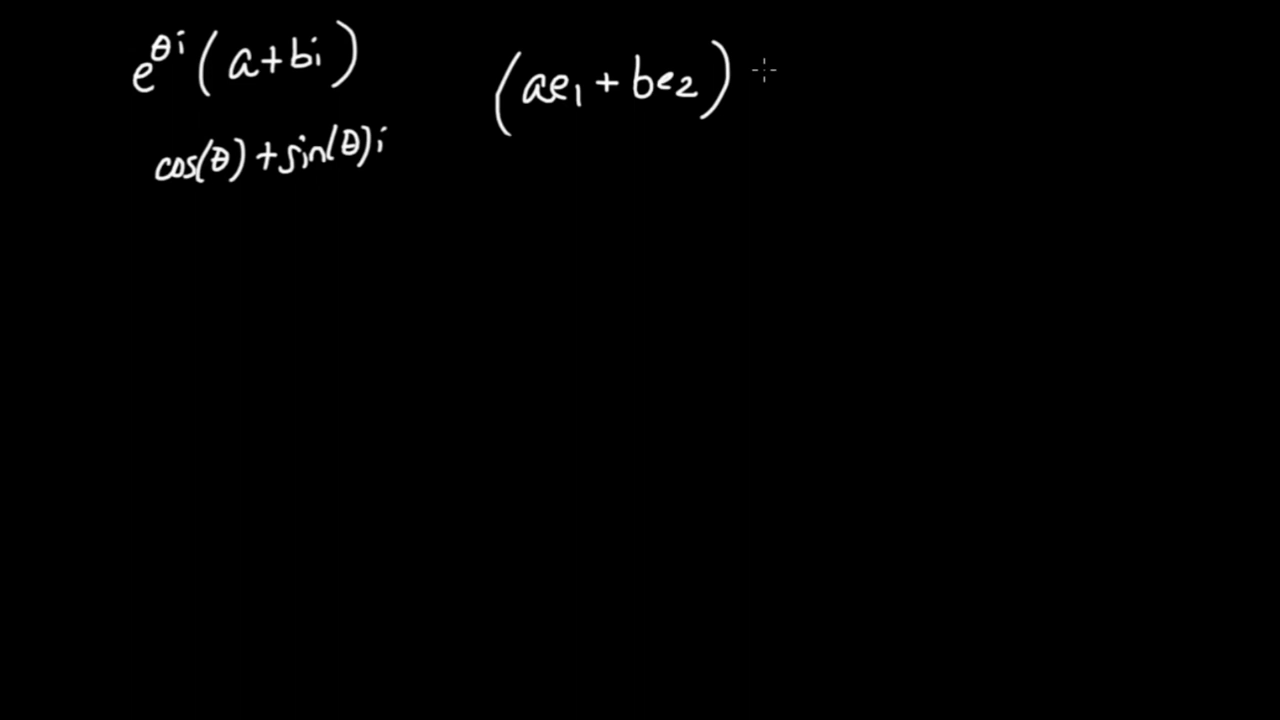 e^{θi}(a+bi) (ae₁+be₂)
cos(θ)+sin(θ)i